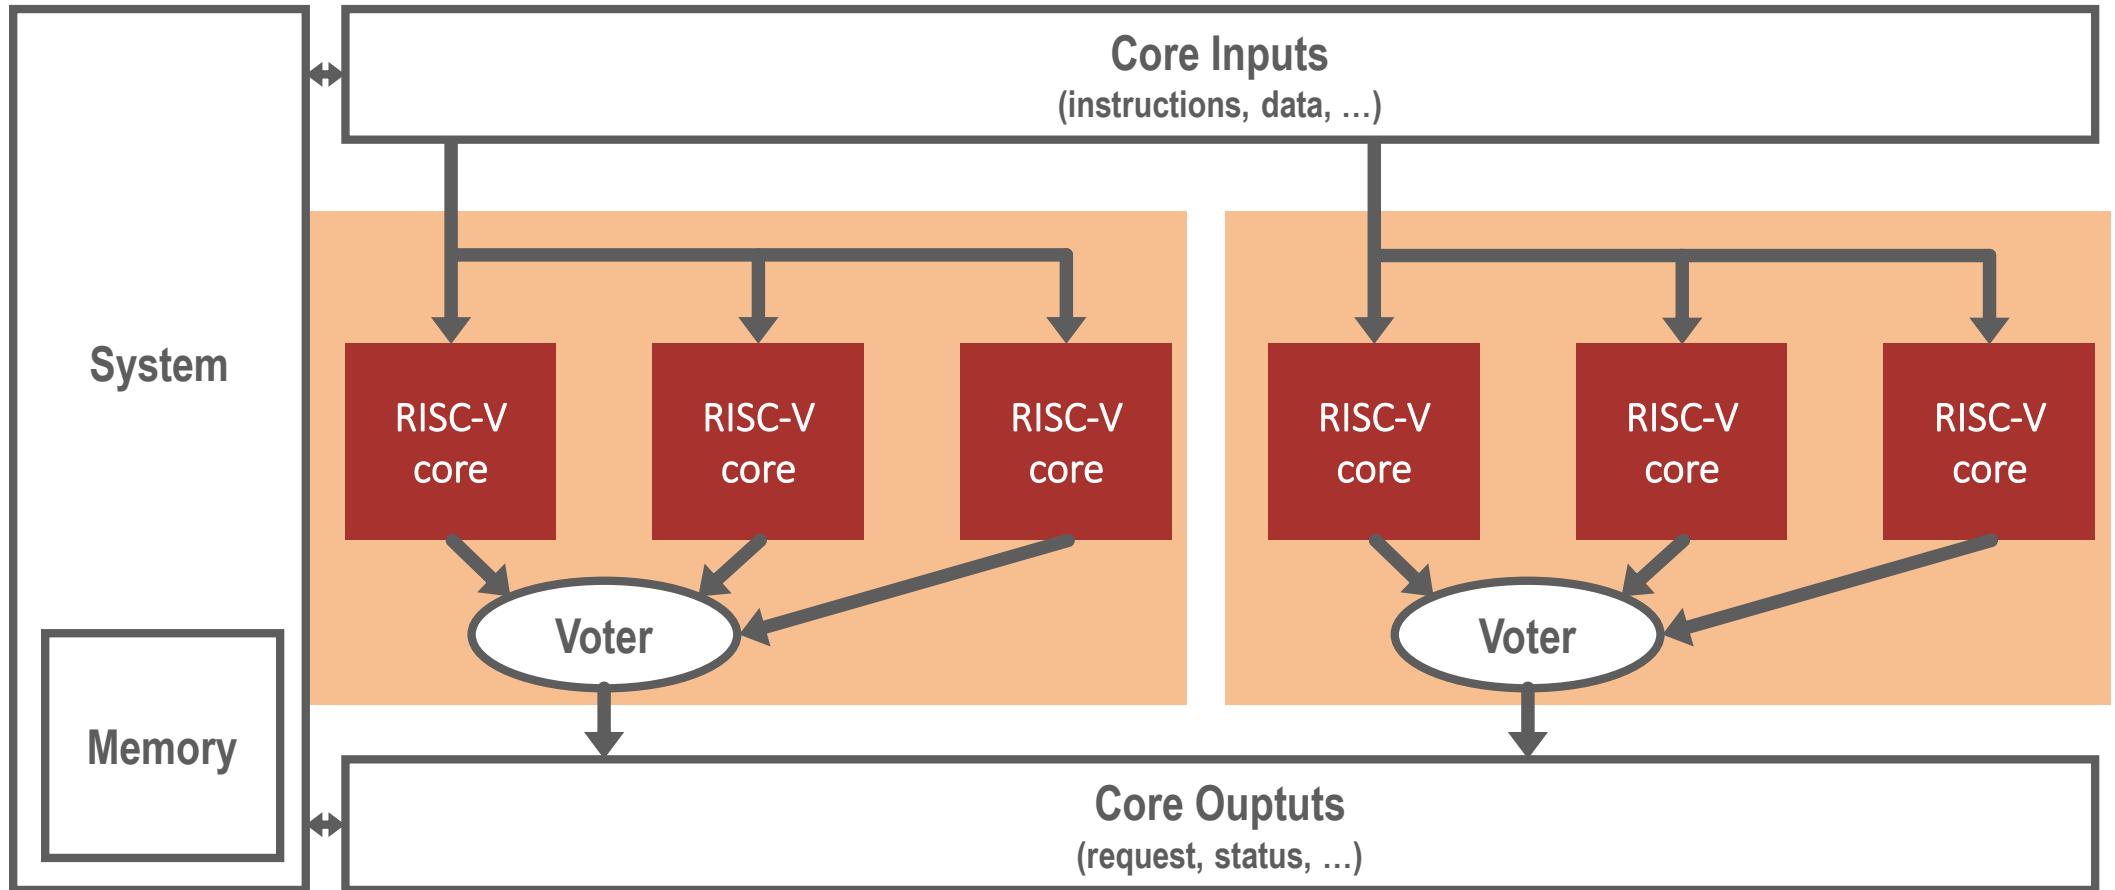 Core Inputs
(instructions, data, …)
System
RISC-V
core
RISC-V
core
RISC-V
core
RISC-V
core
RISC-V
core
RISC-V
core
Voter
Voter
Memory
Core Ouptuts
(request, status, …)